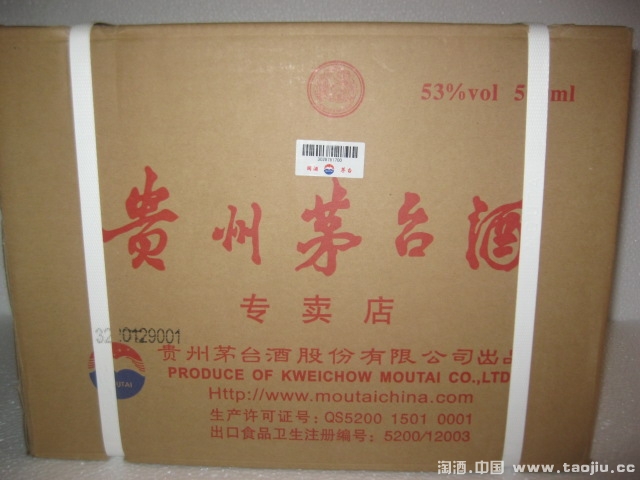 53%vol 5 ml
贵州茅台酒
专卖店
贵州茅台酒股份有限公司出品
PRODUCE OF KWEICHOW MOUTAI CO.,LTD
Http://www.moutaichina.com
生产许可证号: QS5200 1501 0001
出口食品卫生注册编号: 5200/12003
MOUTAI
淘酒.中国 www.taojiu.cc